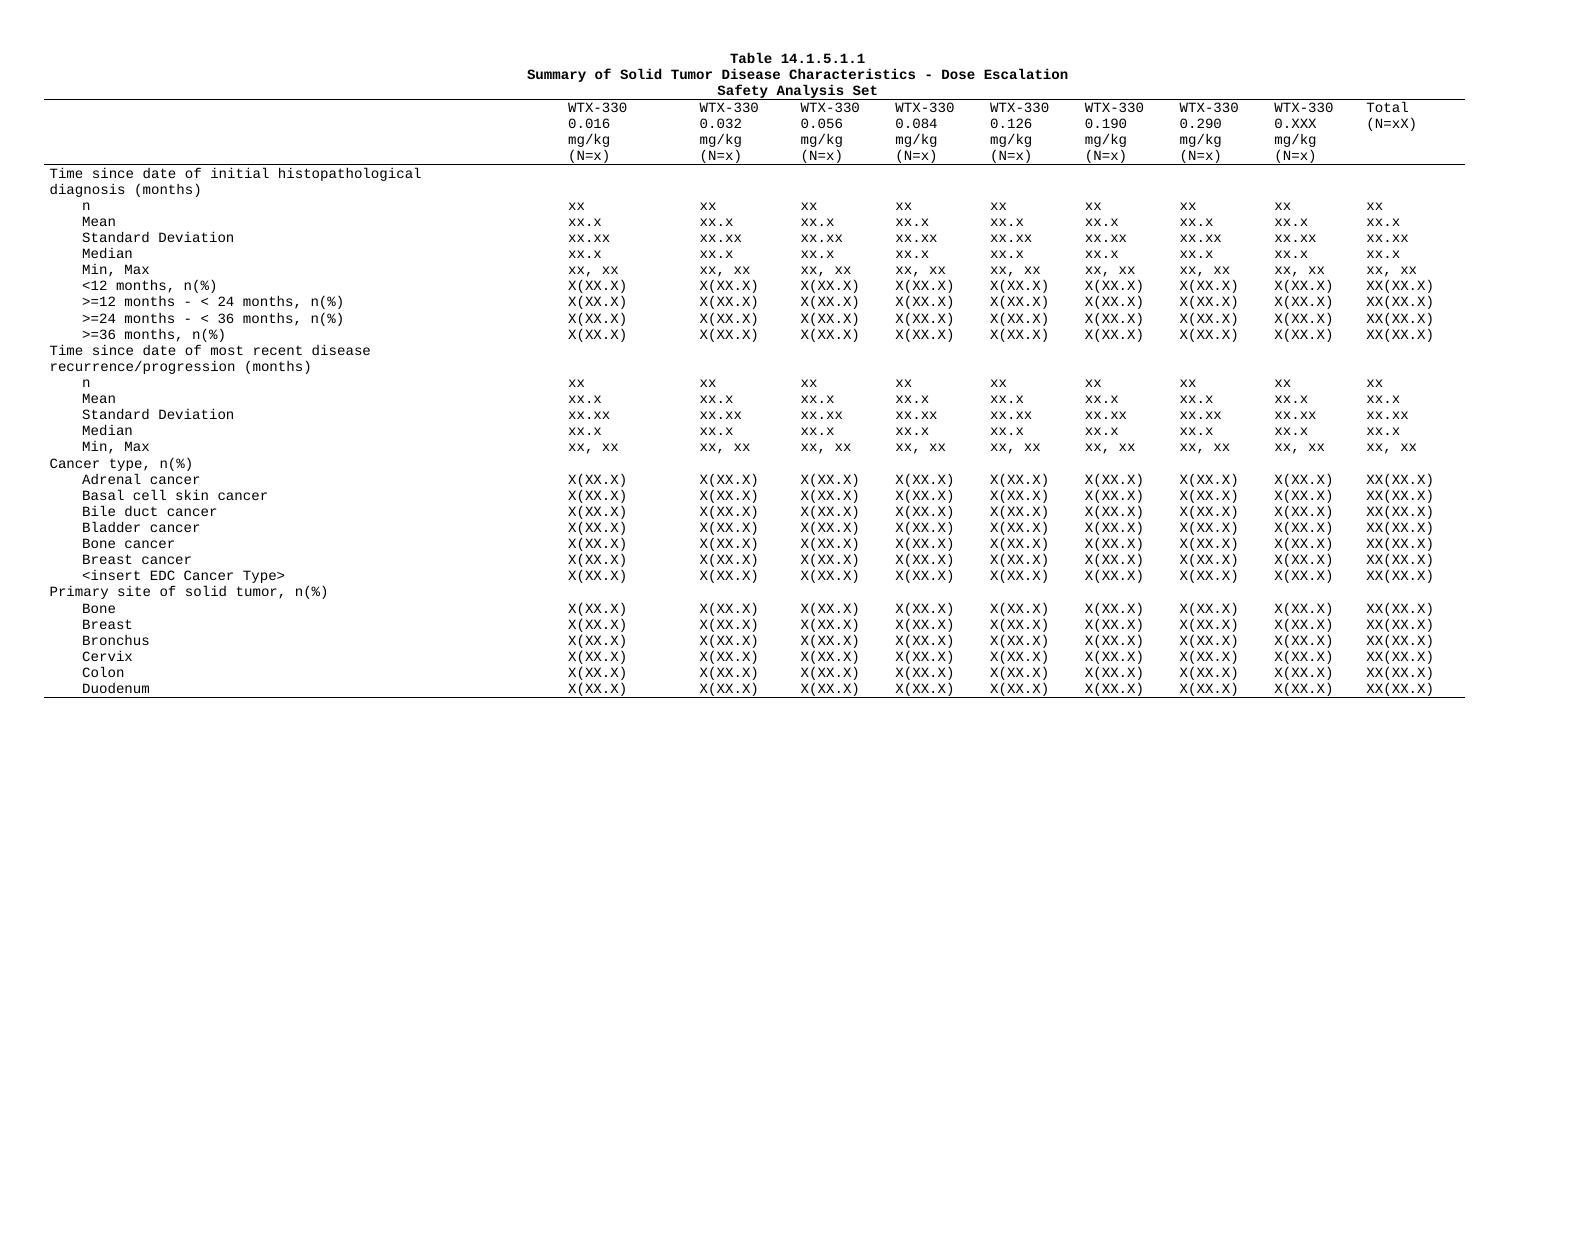 Table 14.1.5.1.1
Summary of Solid Tumor Disease Characteristics - Dose Escalation
Safety Analysis Set
WTX-330 WTX-330 WTX-330 WTX-330 WTX-330 WTX-330 WTX-330 WTX-330 Total
0.016 0.032 0.056 0.084 0.126 0.190 0.290 0.XXX (N=xX)
mg/kg mg/kg mg/kg mg/kg mg/kg mg/kg mg/kg mg/kg
(N=x) (N=x) (N=x) (N=x) (N=x) (N=x) (N=x) (N=x)
Time since date of initial histopathological
diagnosis (months)
n xx xx xx xx xx xx xx xx xx
Mean xx.x xx.x xx.x xx.x xx.x xx.x xx.x xx.x xx.x
Standard Deviation xx.xx xx.xx xx.xx xx.xx xx.xx xx.xx xx.xx xx.xx xx.xx
Median xx.x xx.x xx.x xx.x xx.x xx.x xx.x xx.x xx.x
Min, Max xx, xx xx, xx xx, xx xx, xx xx, xx xx, xx xx, xx xx, xx xx, xx
<12 months, n(%) X(XX.X) X(XX.X) X(XX.X) X(XX.X) X(XX.X) X(XX.X) X(XX.X) X(XX.X) XX(XX.X)
>=12 months - < 24 months, n(%) X(XX.X) X(XX.X) X(XX.X) X(XX.X) X(XX.X) X(XX.X) X(XX.X) X(XX.X) XX(XX.X)
>=24 months - < 36 months, n(%) X(XX.X) X(XX.X) X(XX.X) X(XX.X) X(XX.X) X(XX.X) X(XX.X) X(XX.X) XX(XX.X)
>=36 months, n(%) X(XX.X) X(XX.X) X(XX.X) X(XX.X) X(XX.X) X(XX.X) X(XX.X) X(XX.X) XX(XX.X)
Time since date of most recent disease
recurrence/progression (months)
n xx xx xx xx xx xx xx xx xx
Mean xx.x xx.x xx.x xx.x xx.x xx.x xx.x xx.x xx.x
Standard Deviation xx.xx xx.xx xx.xx xx.xx xx.xx xx.xx xx.xx xx.xx xx.xx
Median xx.x xx.x xx.x xx.x xx.x xx.x xx.x xx.x xx.x
Min, Max xx, xx xx, xx xx, xx xx, xx xx, xx xx, xx xx, xx xx, xx xx, xx
Cancer type, n(%)
Adrenal cancer X(XX.X) X(XX.X) X(XX.X) X(XX.X) X(XX.X) X(XX.X) X(XX.X) X(XX.X) XX(XX.X)
Basal cell skin cancer X(XX.X) X(XX.X) X(XX.X) X(XX.X) X(XX.X) X(XX.X) X(XX.X) X(XX.X) XX(XX.X)
Bile duct cancer X(XX.X) X(XX.X) X(XX.X) X(XX.X) X(XX.X) X(XX.X) X(XX.X) X(XX.X) XX(XX.X)
Bladder cancer X(XX.X) X(XX.X) X(XX.X) X(XX.X) X(XX.X) X(XX.X) X(XX.X) X(XX.X) XX(XX.X)
Bone cancer X(XX.X) X(XX.X) X(XX.X) X(XX.X) X(XX.X) X(XX.X) X(XX.X) X(XX.X) XX(XX.X)
Breast cancer X(XX.X) X(XX.X) X(XX.X) X(XX.X) X(XX.X) X(XX.X) X(XX.X) X(XX.X) XX(XX.X)
<insert EDC Cancer Type> X(XX.X) X(XX.X) X(XX.X) X(XX.X) X(XX.X) X(XX.X) X(XX.X) X(XX.X) XX(XX.X)
Primary site of solid tumor, n(%)
Bone X(XX.X) X(XX.X) X(XX.X) X(XX.X) X(XX.X) X(XX.X) X(XX.X) X(XX.X) XX(XX.X)
Breast X(XX.X) X(XX.X) X(XX.X) X(XX.X) X(XX.X) X(XX.X) X(XX.X) X(XX.X) XX(XX.X)
Bronchus X(XX.X) X(XX.X) X(XX.X) X(XX.X) X(XX.X) X(XX.X) X(XX.X) X(XX.X) XX(XX.X)
Cervix X(XX.X) X(XX.X) X(XX.X) X(XX.X) X(XX.X) X(XX.X) X(XX.X) X(XX.X) XX(XX.X)
Colon X(XX.X) X(XX.X) X(XX.X) X(XX.X) X(XX.X) X(XX.X) X(XX.X) X(XX.X) XX(XX.X)
Duodenum X(XX.X) X(XX.X) X(XX.X) X(XX.X) X(XX.X) X(XX.X) X(XX.X) X(XX.X) XX(XX.X)